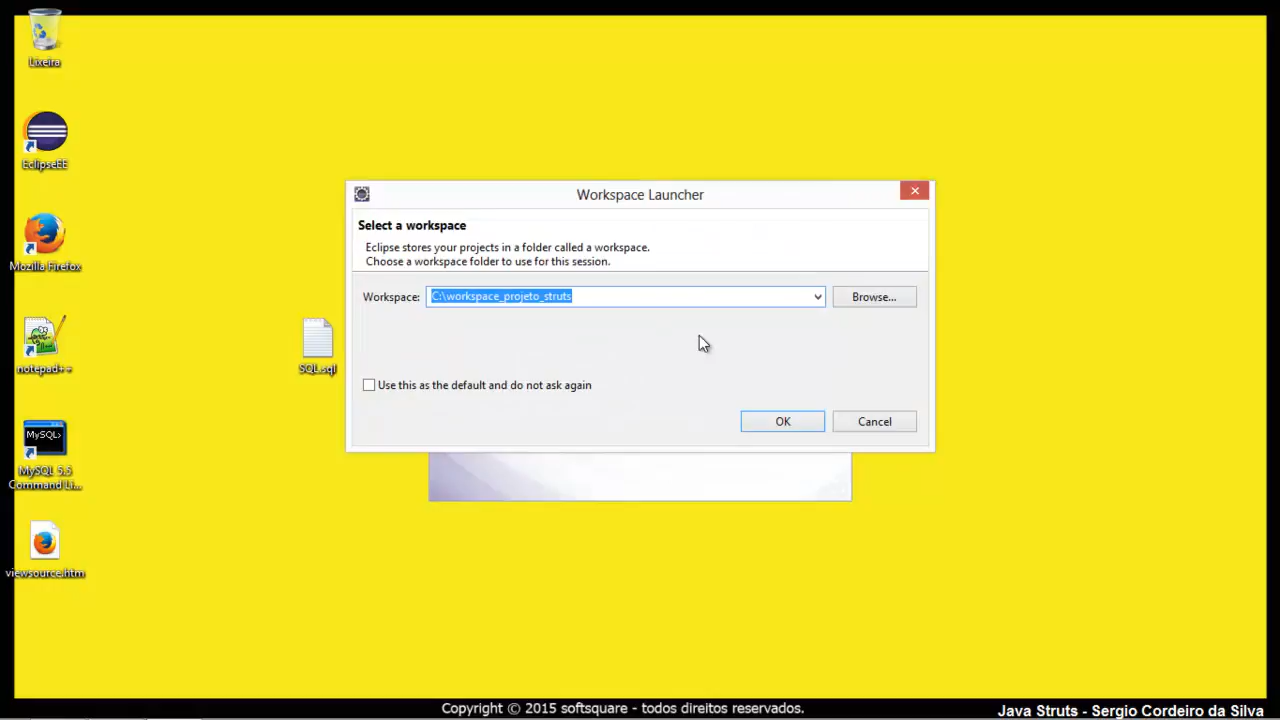 Lixeira
EclipseEE
Mozilla Firefox
notepad++
MySQL>
MySQL 5.5
Command Li...
viewsource.htm
SQL.sql
Workspace Launcher
Select a workspace
Eclipse stores your projects in a folder called a workspace.
Choose a workspace folder to use for this session.
Workspace: C:\workspace_projeto_struts Browse...
Use this as the default and do not ask again
OK Cancel
Copyright © 2015 softsquare - todos direitos reservados.
Java Struts - Sergio Cordeiro da Silva